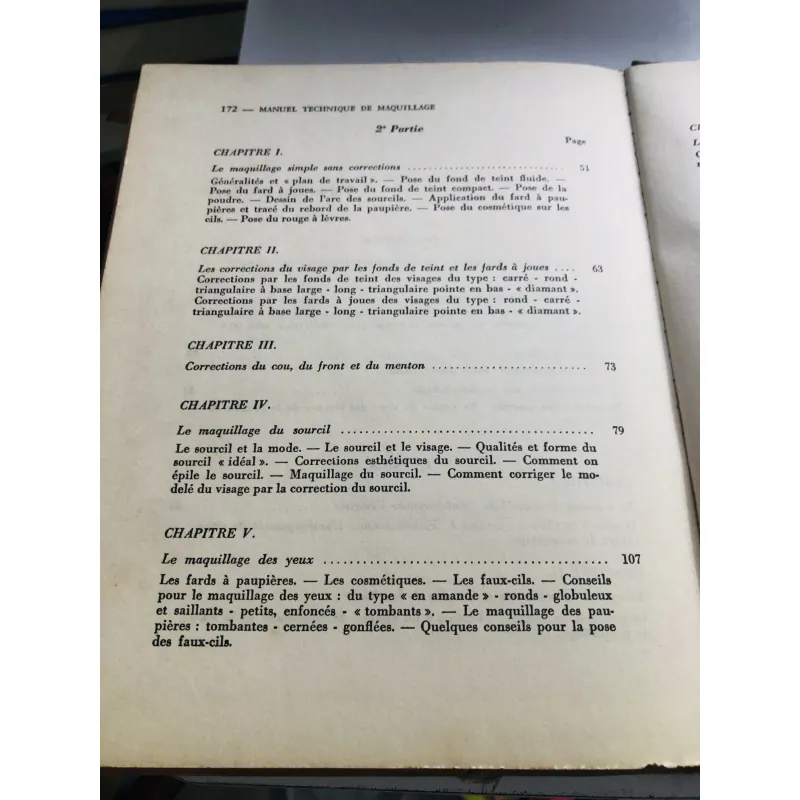 172 — MANUEL TECHNIQUE DE MAQUILLAGE
2e Partie
Page
CHAPITRE I.
Le maquillage simple sans corrections .............................. 51
Généralités et « plan de travail ». — Pose du fond de teint fluide. —
Pose du fard à joues. — Pose du fond de teint compact. — Pose de la
poudre. — Dessin de l'arc des sourcils. — Application du fard à pau-
pières et tracé du rebord de la paupière. — Pose du cosmétique sur les
cils. — Pose du rouge à lèvres.
CHAPITRE II.
Les corrections du visage par les fonds de teint et les fards à joues .... 63
Corrections par les fonds de teint des visages du type : carré - rond -
triangulaire à base large - long - triangulaire pointe en bas - « diamant ».
Corrections par les fards à joues des visages du type : rond - carré -
triangulaire à base large - long - triangulaire pointe en bas - « diamant ».
CHAPITRE III.
Corrections du cou, du front et du menton .......................... 73
CHAPITRE IV.
Le maquillage du sourcil .......................................... 79
Le sourcil et la mode. — Le sourcil et le visage. — Qualités et forme du
sourcil « idéal ». — Corrections esthétiques du sourcil. — Comment on
épile le sourcil. — Maquillage du sourcil. — Comment corriger le mo-
delé du visage par la correction du sourcil.
CHAPITRE V.
Le maquillage des yeux .......................................... 107
Les fards à paupières. — Les cosmétiques. — Les faux-cils. — Conseils
pour le maquillage des yeux : du type « en amande » - ronds - globuleux
et saillants - petits, enfoncés - « tombants ». — Le maquillage des pau-
pières : tombantes - cernées - gonflées. — Quelques conseils pour la pose
des faux-cils.